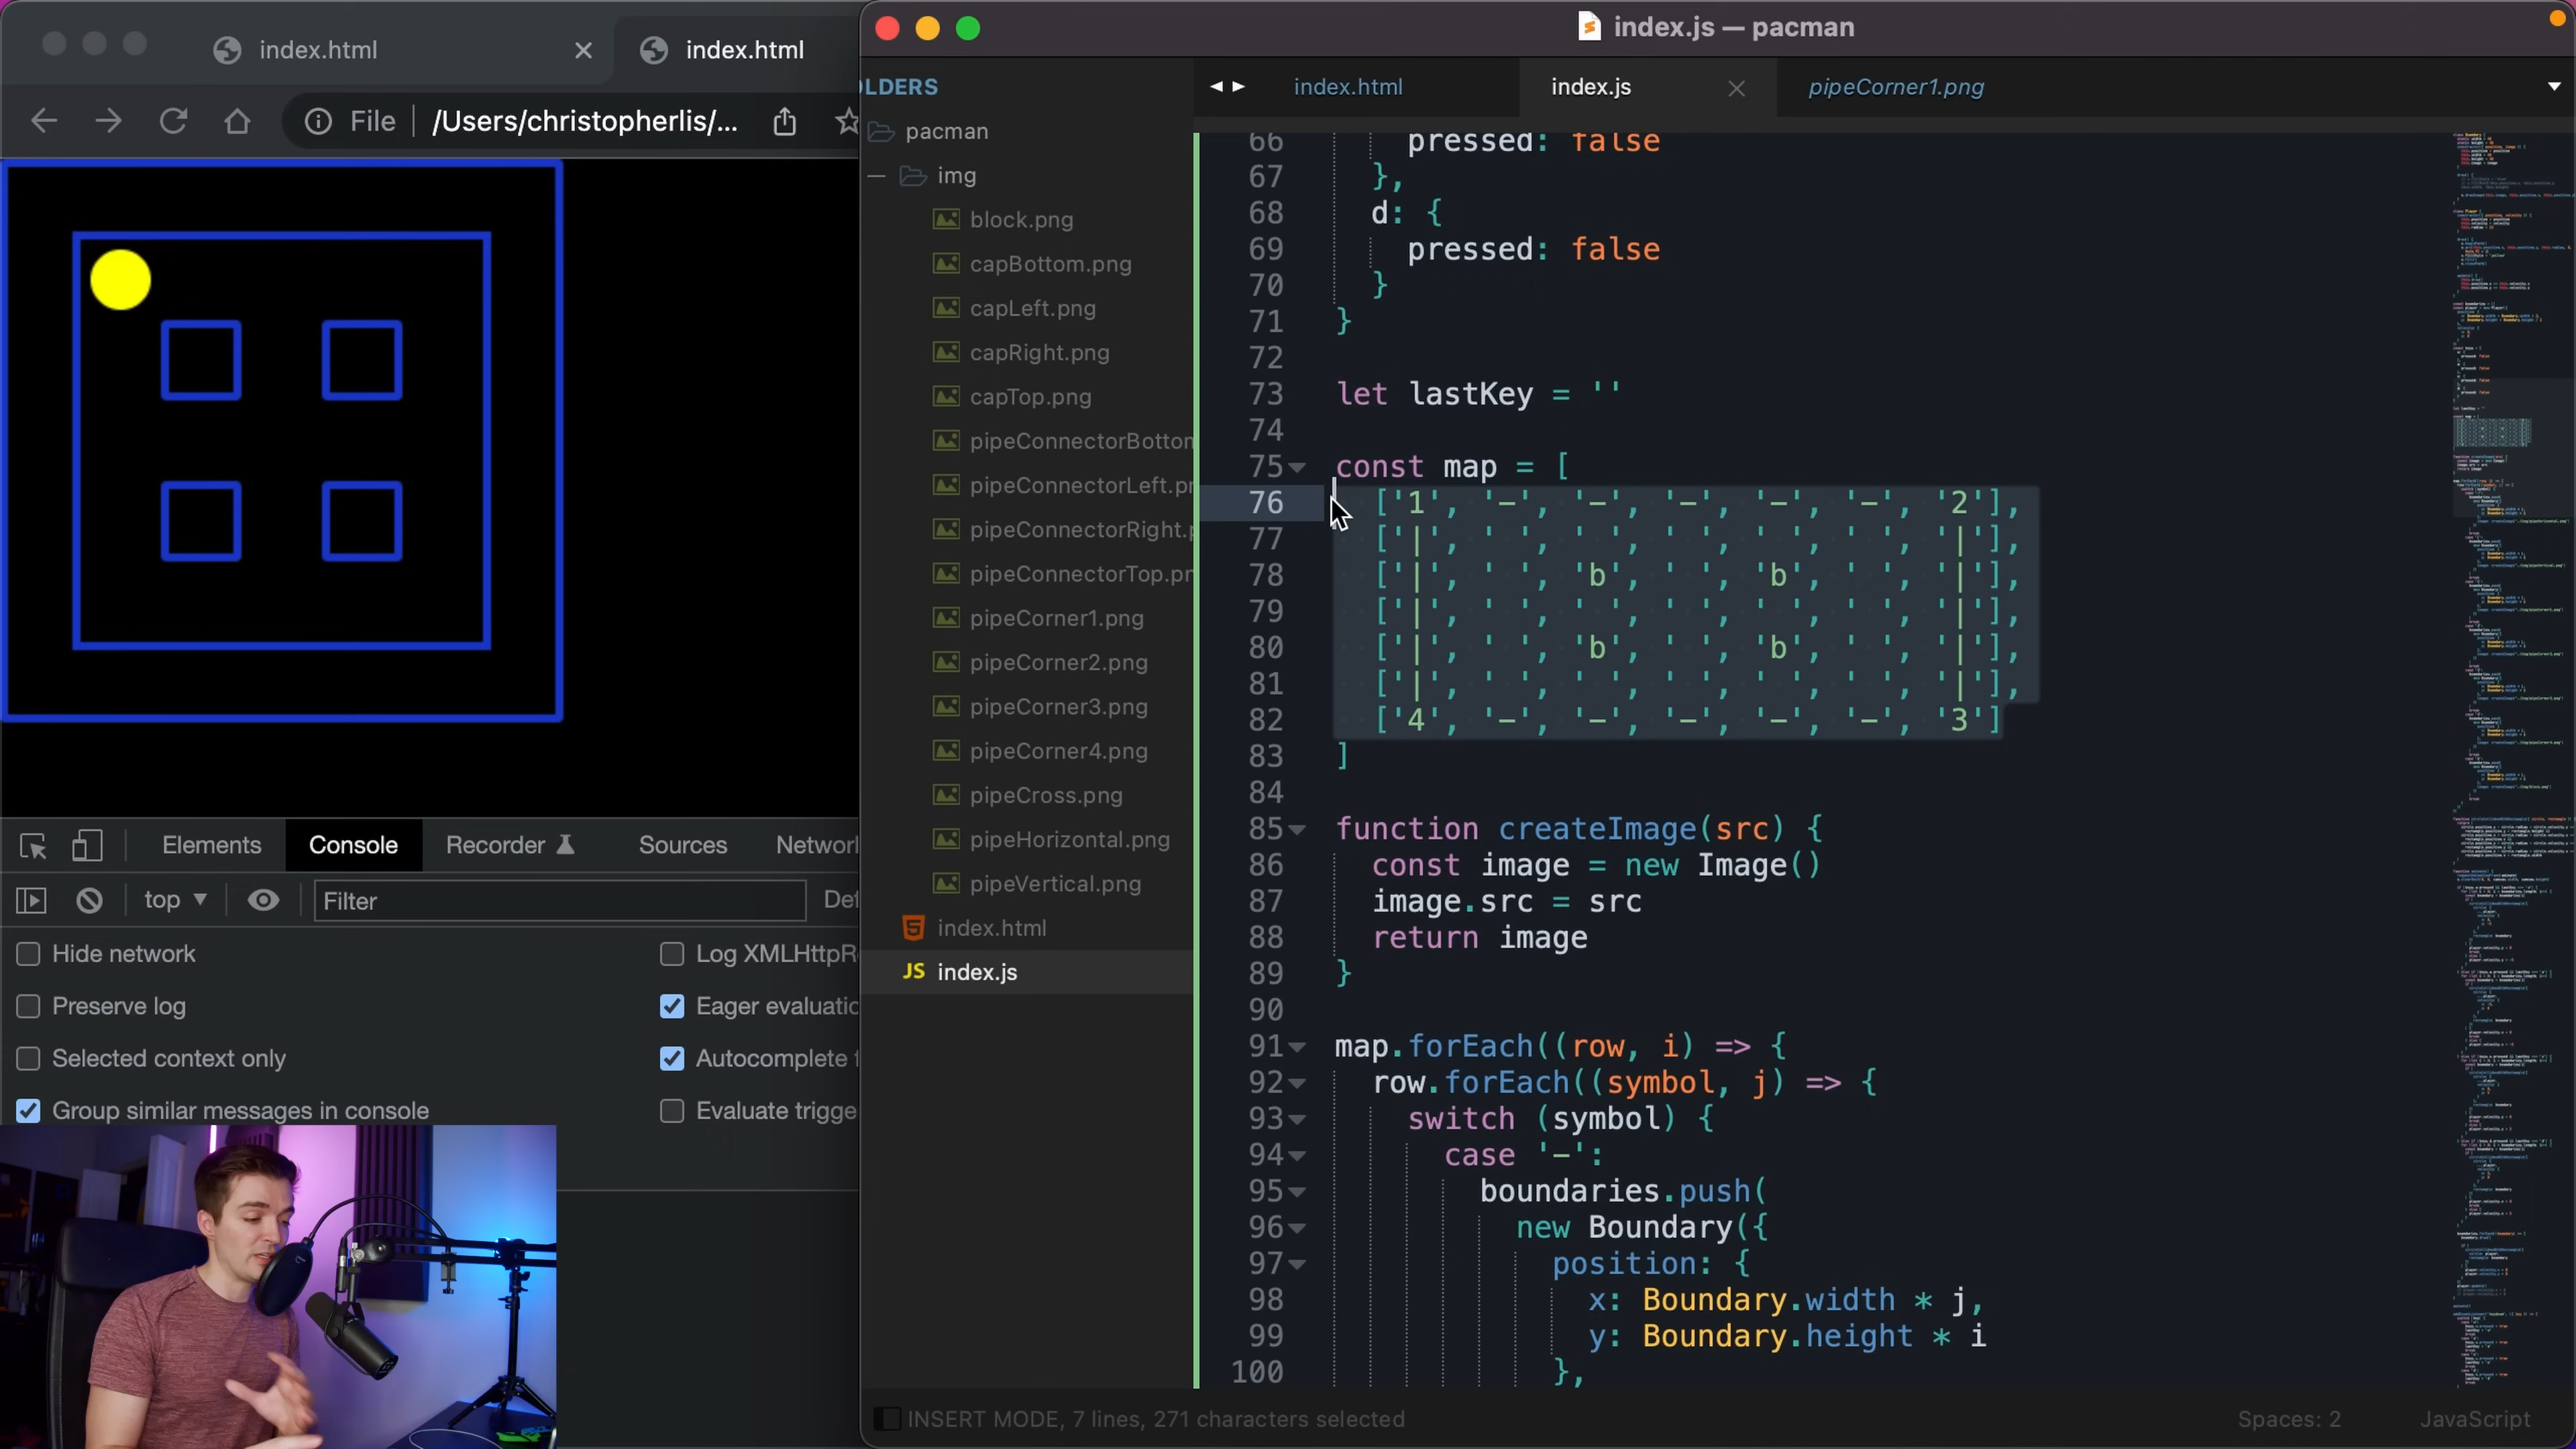 index.html
index.html
File
/Users/christopherlis/...
Elements
Console
Recorder
Sources
top
Filter
Hide network
Preserve log
Selected context only
Eager evaluatio
Group similar messages in console
Evaluate trigge
index.js — pacman
OLDERS
pacman
img
block.png
capBottom.png
capLeft.png
capRight.png
capTop.png
pipeConnectorBotton
pipeConnectorLeft.pr
pipeConnectorRight.p
pipeConnectorTop.pr
pipeCorner1.png
pipeCorner2.png
pipeCorner3.png
pipeCorner4.png
pipeCross.png
pipeHorizontal.png
pipeVertical.png
index.html
JS index.js
index.html
index.js
pipeCorner1.png
66 pressed: false
67 },
68 d: {
69 pressed: false
70 }
71 }
72
73 let lastKey = ''
74
75 const map = [
76 ['1', '-', '-', '-', '-', '-', '2'],
77 ['|', ' ', ' ', ' ', ' ', ' ', '|'],
78 ['|', ' ', 'b', ' ', 'b', ' ', '|'],
79 ['|', ' ', ' ', ' ', ' ', ' ', '|'],
80 ['|', ' ', 'b', ' ', 'b', ' ', '|'],
81 ['|', ' ', ' ', ' ', ' ', ' ', '|'],
82 ['4', '-', '-', '-', '-', '-', '3']
83 ]
84
85 function createImage(src) {
86 const image = new Image()
87 image.src = src
88 return image
89 }
90
91 map.forEach((row, i) => {
92 row.forEach((symbol, j) => {
93 switch (symbol) {
94 case '-':
95 boundaries.push(
96 new Boundary({
97 position: {
98 x: Boundary.width * j,
99 y: Boundary.height * i
100 },
INSERT MODE, 7 lines, 271 characters selected
Spaces: 2
JavaScript